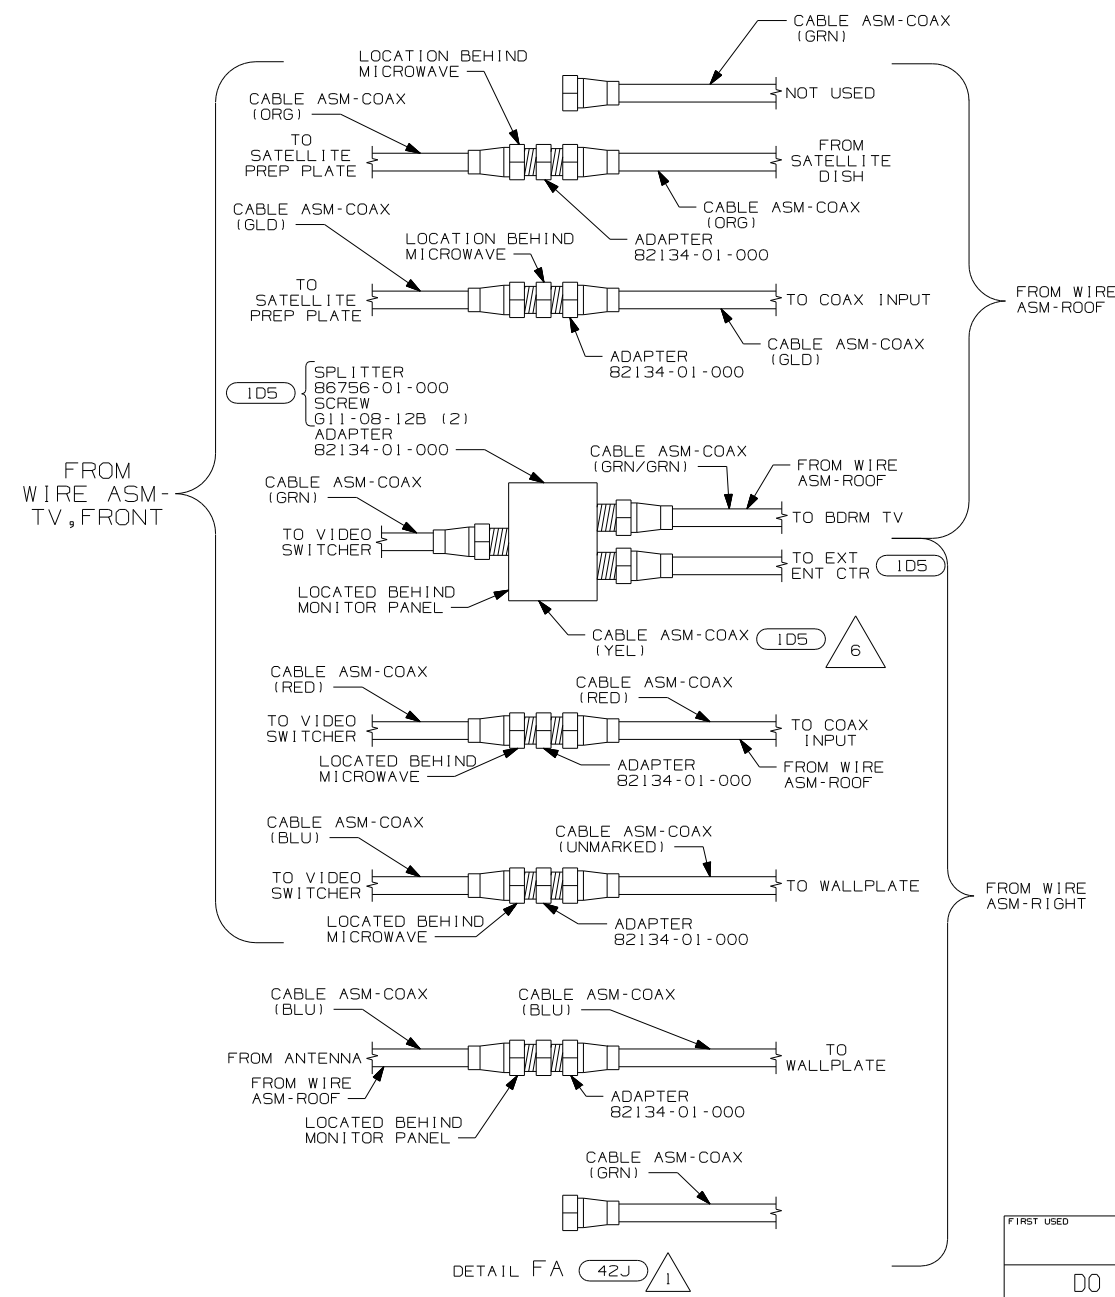 CABLE ASM-COAX
(GRN)
NOT USED
LOCATION BEHIND
MICROWAVE
CABLE ASM-COAX
(ORG)
TO
SATELLITE
PREP PLATE
FROM
SATELLITE
DISH
CABLE ASM-COAX
(ORG)
ADAPTER
82134-01-000
CABLE ASM-COAX
(GLD)
LOCATION BEHIND
MICROWAVE
TO
SATELLITE
PREP PLATE
TO COAX INPUT
CABLE ASM-COAX
(GLD)
ADAPTER
82134-01-000
FROM WIRE
ASM-ROOF
1D5
SPLITTER
86756-01-000
SCREW
G11-08-12B (2)
ADAPTER
82134-01-000
FROM
WIRE ASM-
TV,FRONT
CABLE ASM-COAX
(GRN)
TO VIDEO
SWITCHER
CABLE ASM-COAX
(GRN/GRN)
FROM WIRE
ASM-ROOF
TO BDRM TV
TO EXT
ENT CTR
1D5
LOCATED BEHIND
MONITOR PANEL
CABLE ASM-COAX
(YEL)
1D5
6
CABLE ASM-COAX
(RED)
CABLE ASM-COAX
(RED)
TO VIDEO
SWITCHER
TO COAX
INPUT
LOCATED BEHIND
MICROWAVE
ADAPTER
82134-01-000
FROM WIRE
ASM-ROOF
CABLE ASM-COAX
(BLU)
CABLE ASM-COAX
(UNMARKED)
TO VIDEO
SWITCHER
TO WALLPLATE
LOCATED BEHIND
MICROWAVE
ADAPTER
82134-01-000
FROM WIRE
ASM-RIGHT
CABLE ASM-COAX
(BLU)
CABLE ASM-COAX
(BLU)
FROM ANTENNA
TO
WALLPLATE
FROM WIRE
ASM-ROOF
ADAPTER
82134-01-000
LOCATED BEHIND
MONITOR PANEL
CABLE ASM-COAX
(GRN)
DETAIL FA
42J
1
FIRST USED
DO